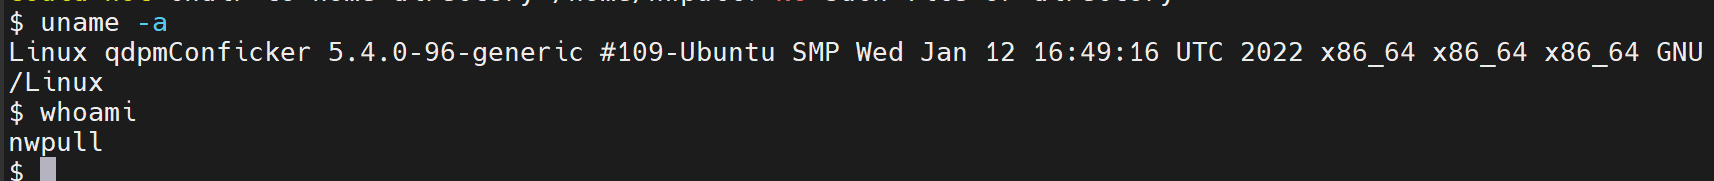 $ uname -a
Linux qdpmConficker 5.4.0-96-generic #109-Ubuntu SMP Wed Jan 12 16:49:16 UTC 2022 x86_64 x86_64 x86_64 GNU
/Linux
$ whoami
nwpull
$